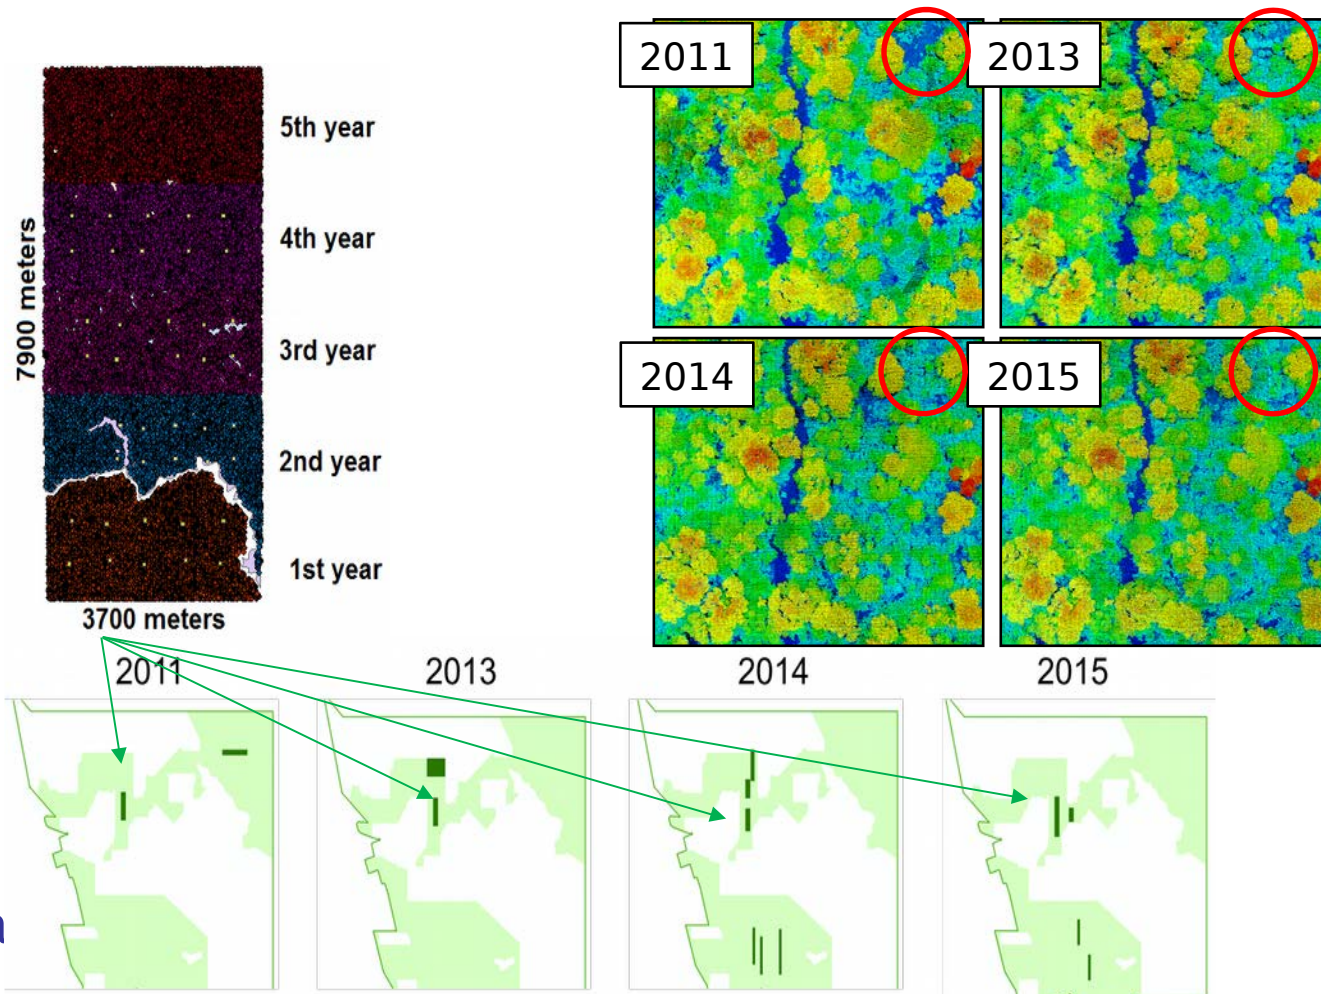 2011
2013
5th year
4th year
7900 meters
3rd year
2nd year
1st year
3700 meters
2014
2015
2011
2013
2014
2015
a